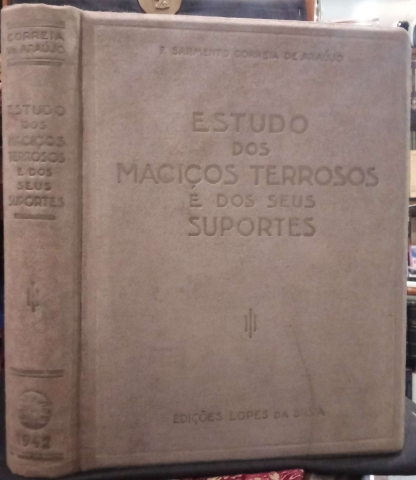 CORREIA
DE ARAÚJO
ESTUDO
DOS
MACIÇOS
TERROSOS
E DOS
SEUS
SUPORTES
1942
F. SARMENTO CORREIA DE ARAÚJO
ESTUDO
DOS
MACIÇOS TERROSOS
E DOS SEUS
SUPORTES
EDIÇÕES LOPES DA SILVA